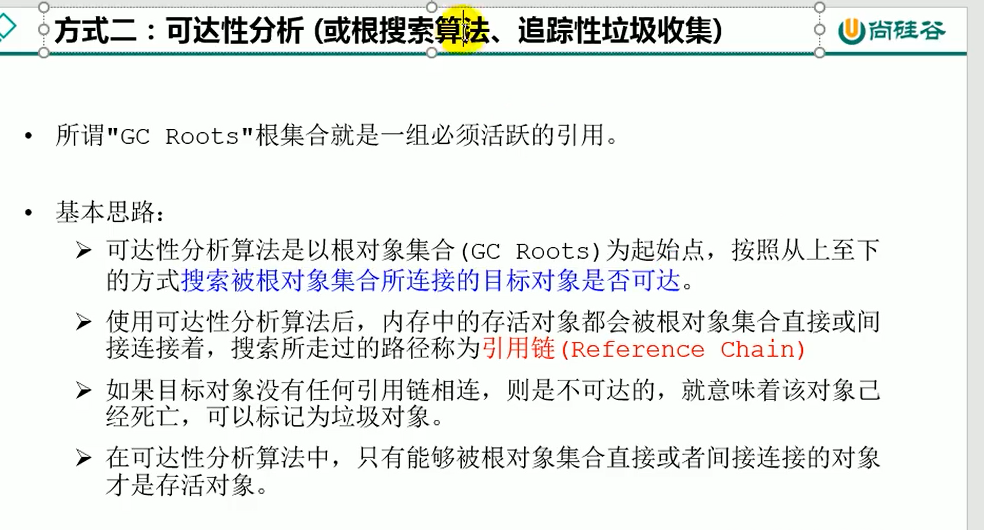 方式二：可达性分析 (或根搜索算法、追踪性垃圾收集)
尚硅谷
• 所谓"GC Roots"根集合就是一组必须活跃的引用。
• 基本思路：
➢ 可达性分析算法是以根对象集合(GC Roots)为起始点，按照从上至下
的方式搜索被根对象集合所连接的目标对象是否可达。
➢ 使用可达性分析算法后，内存中的存活对象都会被根对象集合直接或间
接连接着，搜索所走过的路径称为引用链(Reference Chain)
➢ 如果目标对象没有任何引用链相连，则是不可达的，就意味着该对象己
经死亡，可以标记为垃圾对象。
➢ 在可达性分析算法中，只有能够被根对象集合直接或者间接连接的对象
才是存活对象。